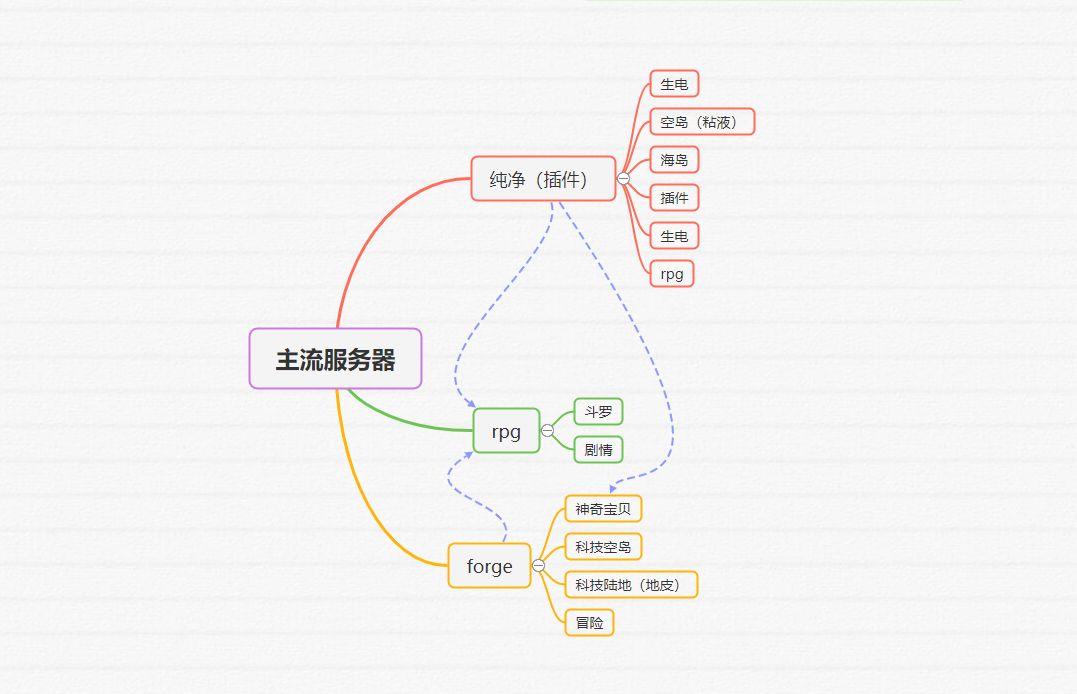 主流服务器
纯净（插件）
生电
空岛（粘液）
海岛
插件
生电
rpg
rpg
斗罗
剧情
forge
神奇宝贝
科技空岛
科技陆地（地皮）
冒险